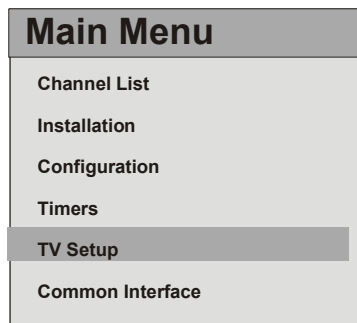 Main Menu
Channel List
Installation
Configuration
Timers
TV Setup
Common Interface